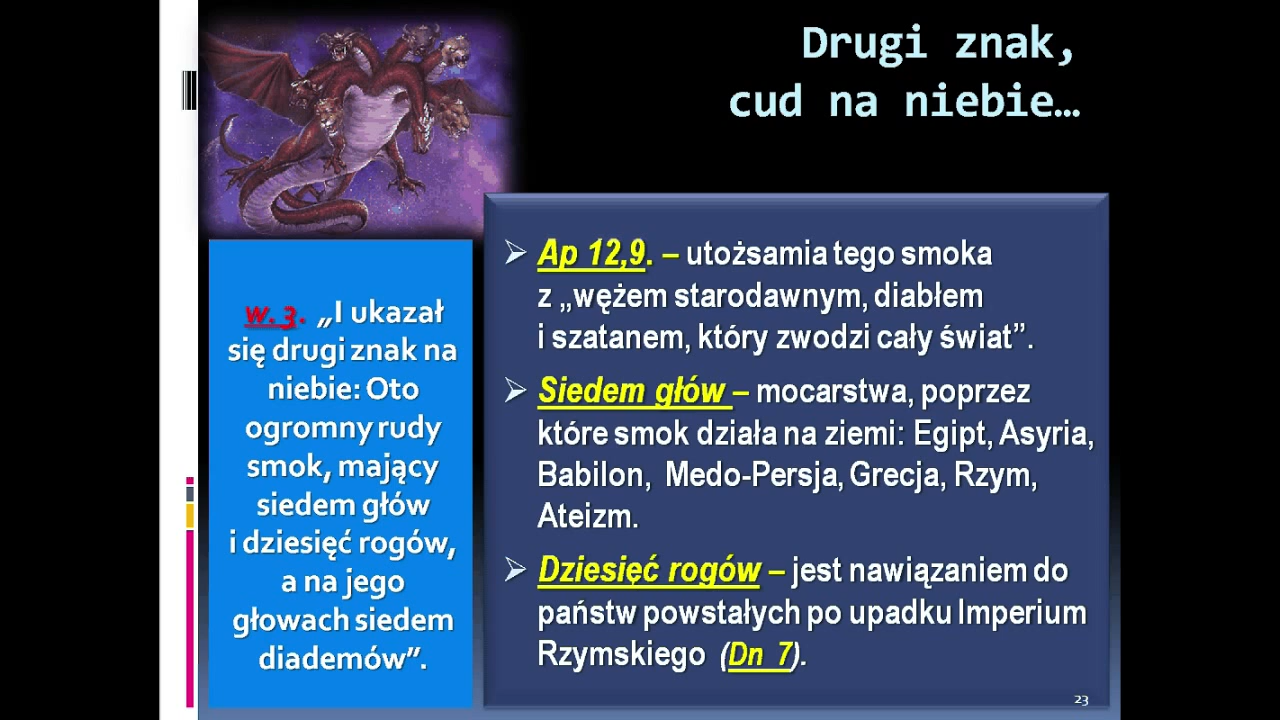 Drugi znak,
cud na niebie…
w. 3. „I ukazał
się drugi znak na
niebie: Oto
ogromny rudy
smok, mający
siedem głów
i dziesięć rogów,
a na jego
głowach siedem
diademów”.
➢ Ap 12,9. – utożsamia tego smoka
z „wężem starodawnym, diabłem
i szatanem, który zwodzi cały świat”.
➢ Siedem głów – mocarstwa, poprzez
które smok działa na ziemi: Egipt, Asyria,
Babilon, Medo-Persja, Grecja, Rzym,
Ateizm.
➢ Dziesięć rogów – jest nawiązaniem do
państw powstałych po upadku Imperium
Rzymskiego (Dn 7).
23